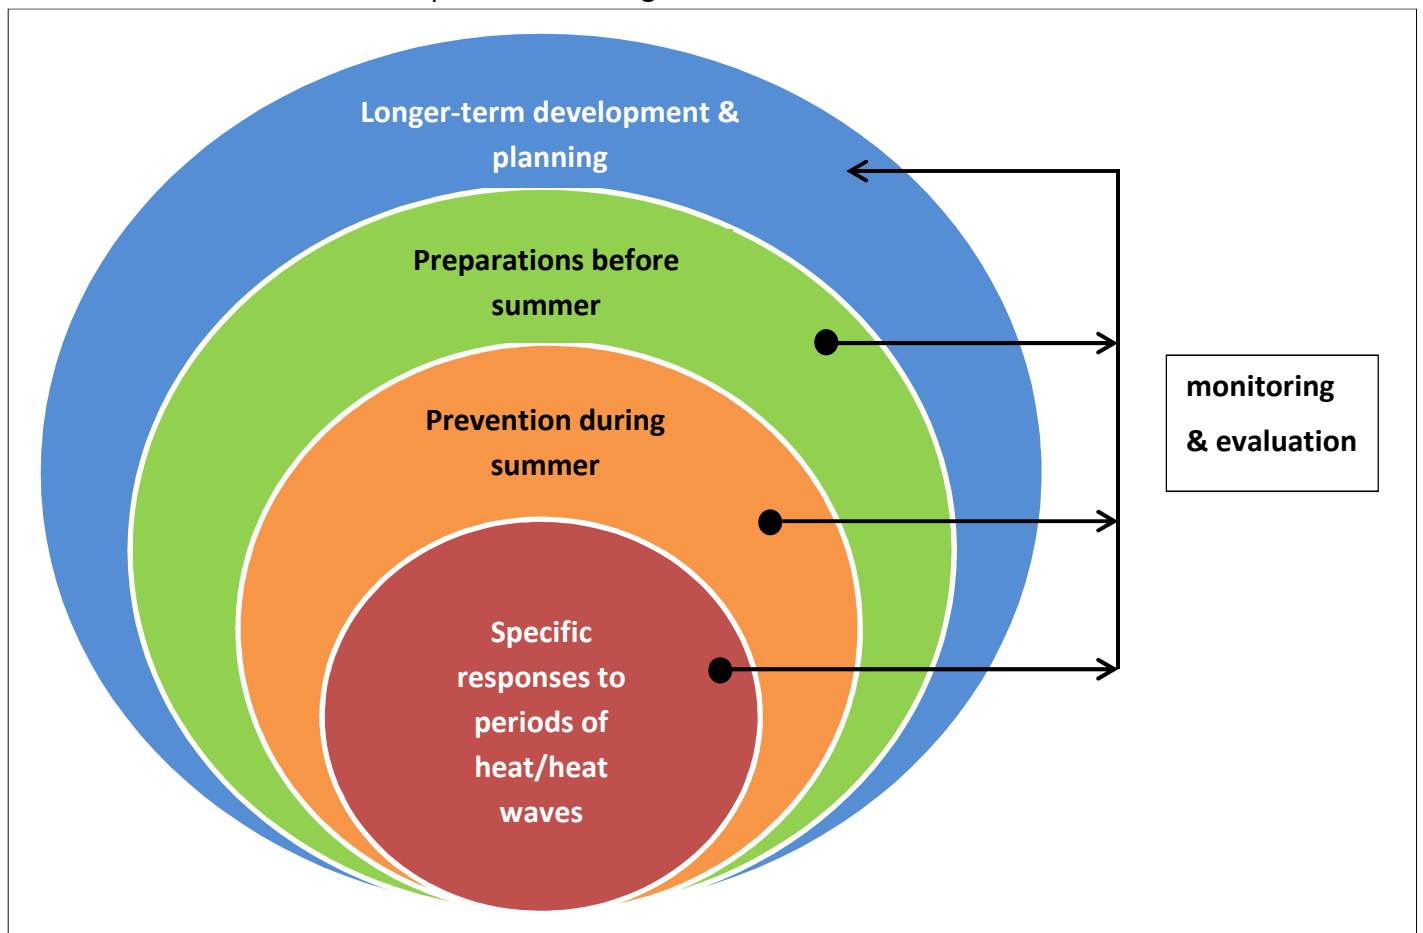 Longer-term development &
planning
Preparations before
summer
Prevention during
summer
Specific
responses to
periods of
heat/heat
waves
monitoring
& evaluation